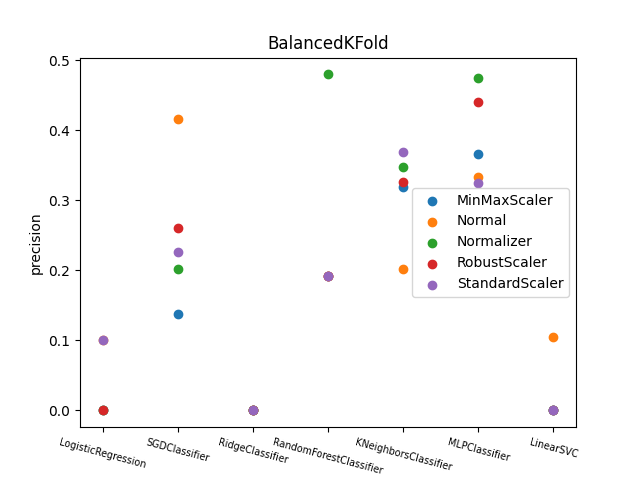 BalancedKFold
precision
0.5
0.4
0.3
0.2
0.1
0.0
MinMaxScaler
Normal
Normalizer
RobustScaler
StandardScaler
LogisticRegression
SGDClassifier
RidgeClassifier
RandomForestClassifier
KNeighborsClassifier
MLPClassifier
LinearSVC